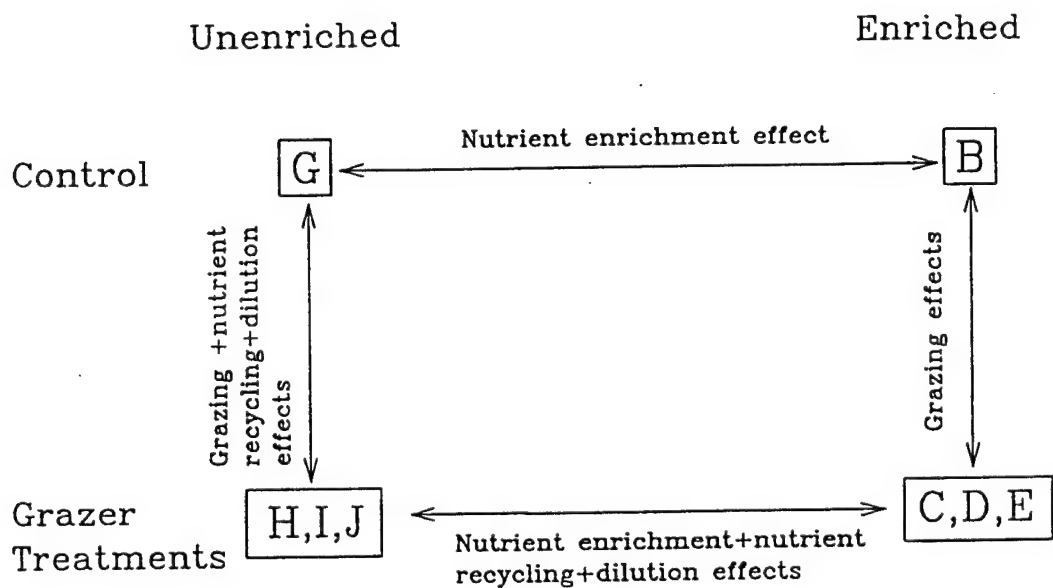 Unenriched
Enriched
Nutrient enrichment effect
Control
G
B
Grazing +nutrient
recycling+dilution
effects
Grazing effects
Grazer
Treatments
H,I,J
C,D,E
Nutrient enrichment+nutrient
recycling+dilution effects